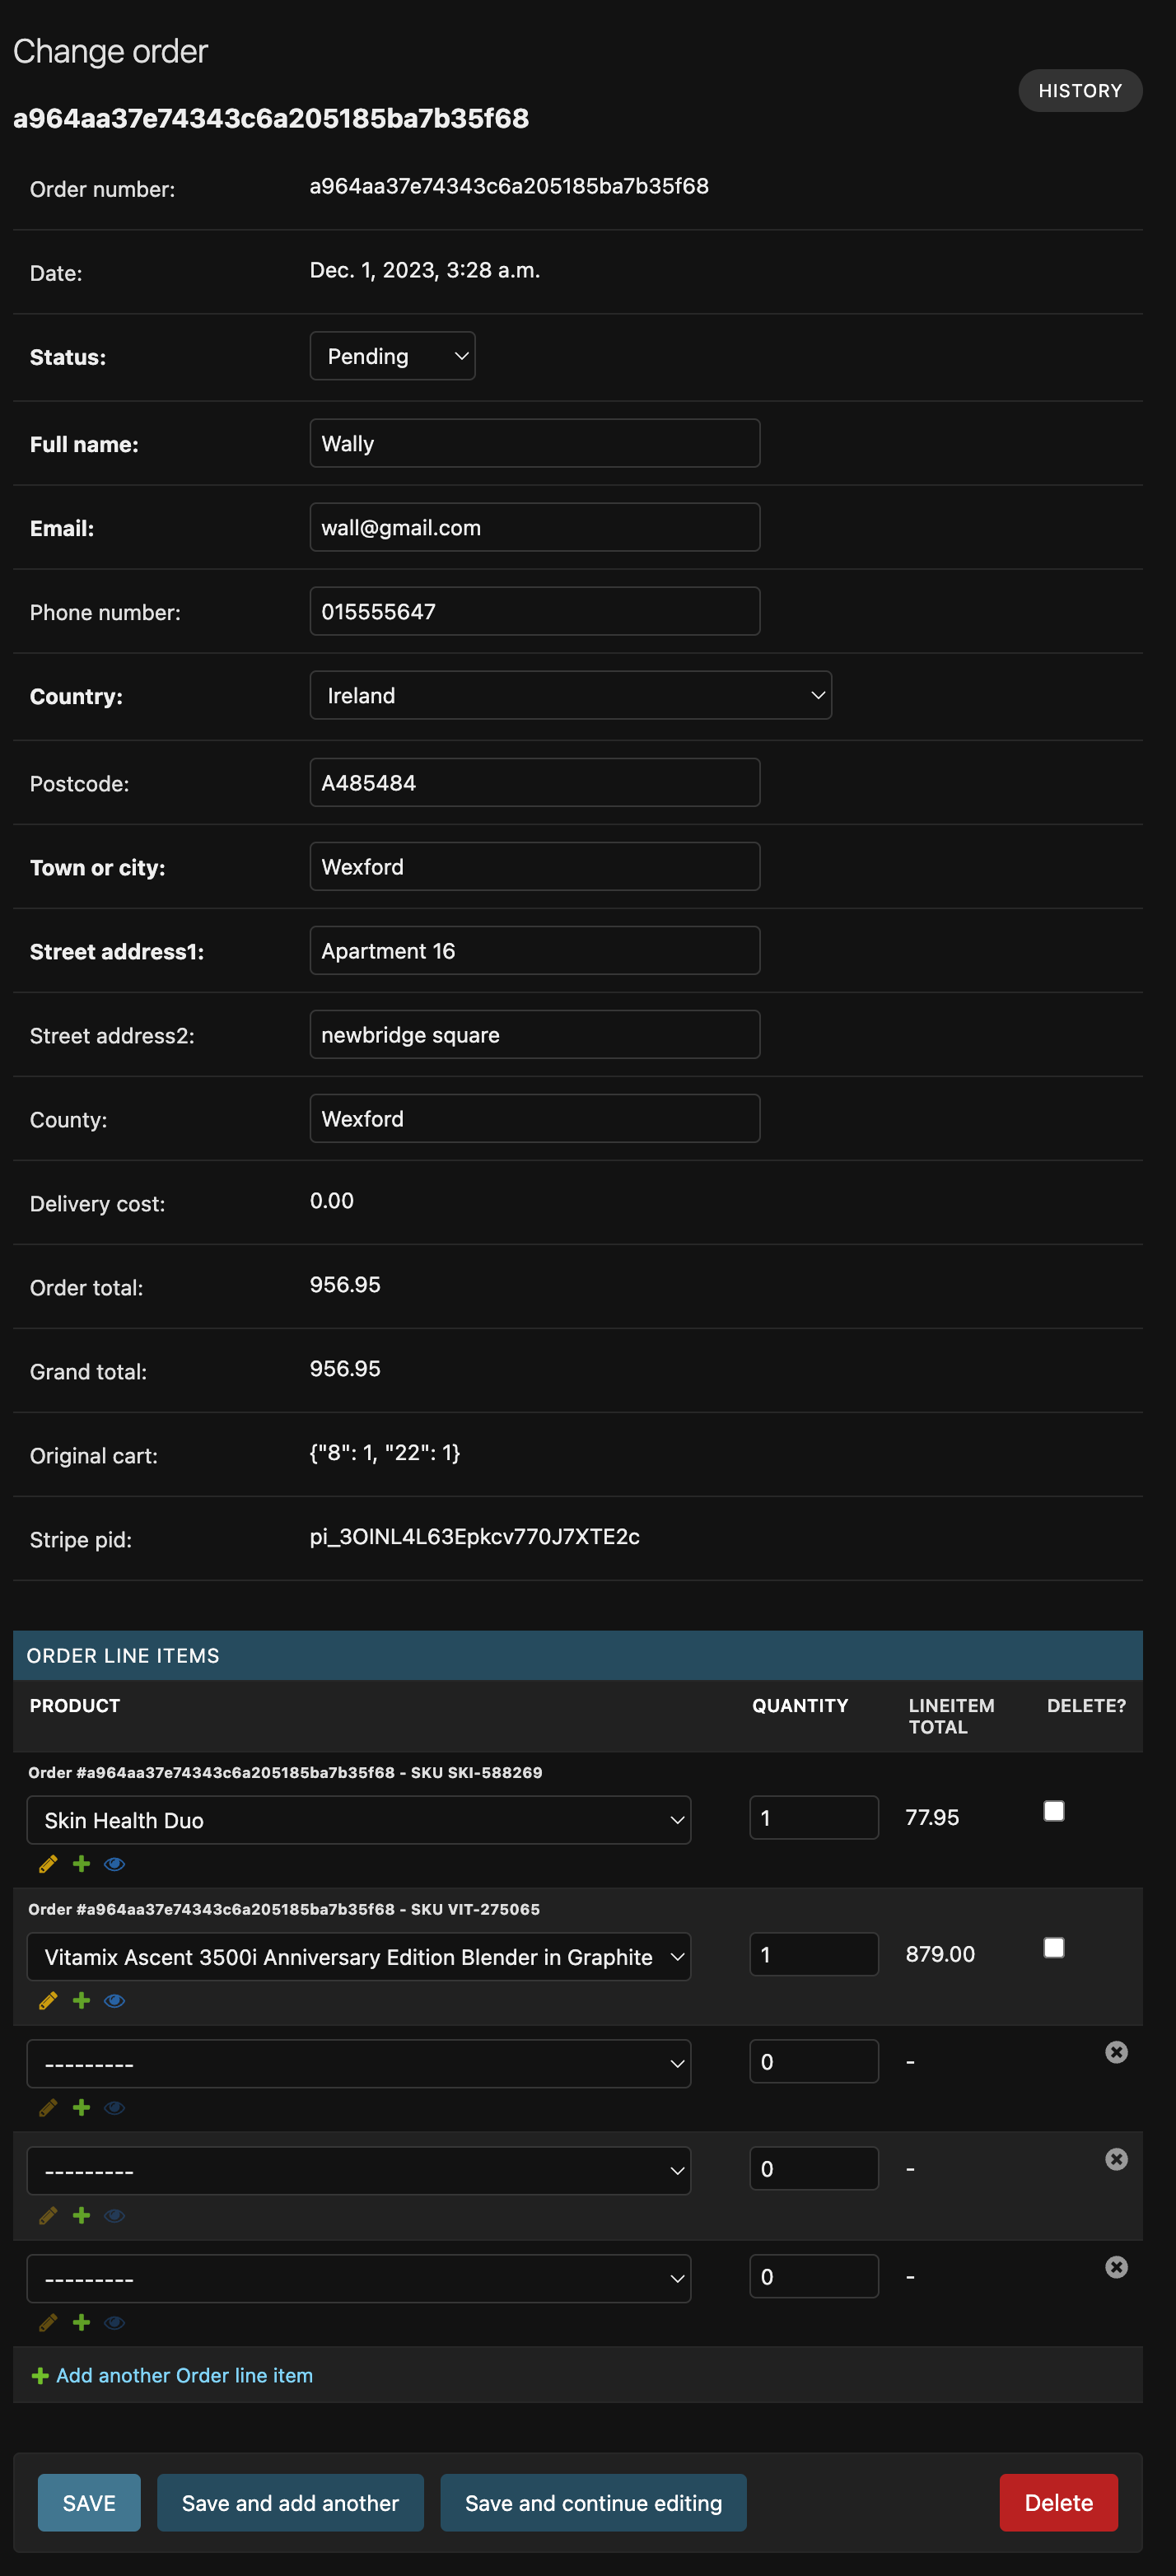 Change order
HISTORY
a964aa37e74343c6a205185ba7b35f68
Order number: a964aa37e74343c6a205185ba7b35f68
Date: Dec. 1, 2023, 3:28 a.m.
Status: Pending
Full name: Wally
Email: wall@gmail.com
Phone number: 015555647
Country: Ireland
Postcode: A485484
Town or city: Wexford
Street address1: Apartment 16
Street address2: newbridge square
County: Wexford
Delivery cost: 0.00
Order total: 956.95
Grand total: 956.95
Original cart: {"8": 1, "22": 1}
Stripe pid: pi_3OINL4L63Epkcv770J7XTE2c
ORDER LINE ITEMS
PRODUCT QUANTITY LINEITEM TOTAL DELETE?
Order #a964aa37e74343c6a205185ba7b35f68 - SKU SKI-588269
Skin Health Duo 1 77.95
Order #a964aa37e74343c6a205185ba7b35f68 - SKU VIT-275065
Vitamix Ascent 3500i Anniversary Edition Blender in Graphite 1 879.00
--------- 0 -
--------- 0 -
--------- 0 -
Add another Order line item
SAVE Save and add another Save and continue editing Delete